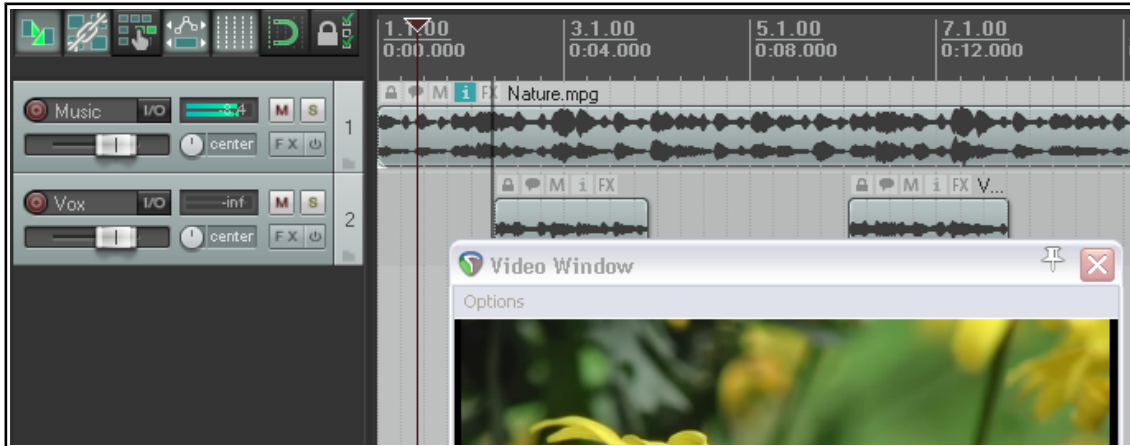 1.1.00 3.1.00 5.1.00 7.1.00
0:00.000 0:04.000 0:08.000 0:12.000
M i FX Nature.mpg
Music I/O -8.4 M S
1
center FX
M i FX M i FX V...
Vox I/O -inf M S
2
center FX
Video Window
Options